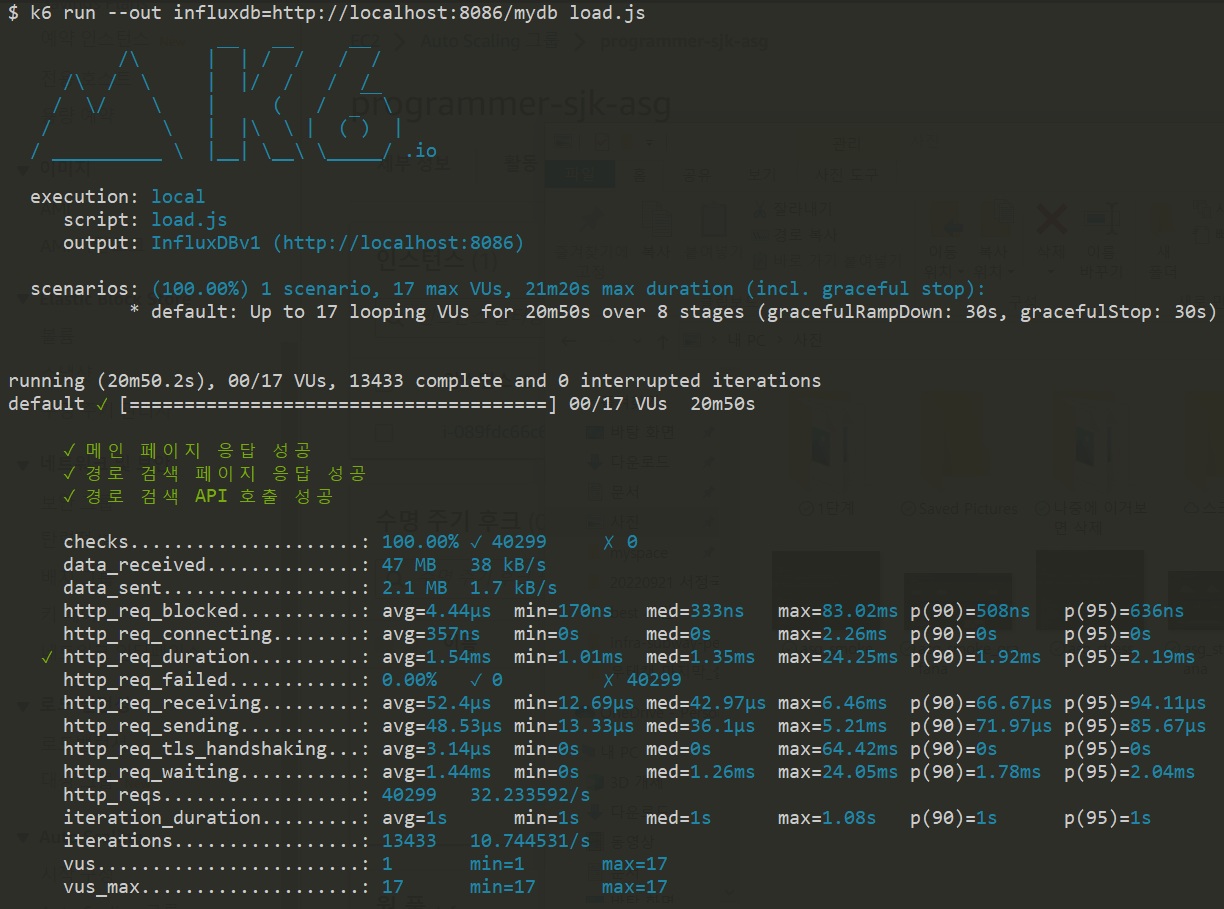 $ k6 run --out influxdb=http://localhost:8086/mydb load.js
.io
execution: local
script: load.js
output: InfluxDBv1 (http://localhost:8086)
scenarios: (100.00%) 1 scenario, 17 max VUs, 21m20s max duration (incl. graceful stop):
* default: Up to 17 looping VUs for 20m50s over 8 stages (gracefulRampDown: 30s, gracefulStop: 30s)
running (20m50.2s), 00/17 VUs, 13433 complete and 0 interrupted iterations
default ✓ [======================================] 00/17 VUs  20m50s
✓ 메인 페이지 응답 성공
✓ 경로 검색 페이지 응답 성공
✓ 경로 검색 API 호출 성공
checks.....................: 100.00% ✓ 40299     ✗ 0
data_received..............: 47 MB   38 kB/s
data_sent..................: 2.1 MB  1.7 kB/s
http_req_blocked...........: avg=4.44µs  min=170ns   med=333ns   max=83.02ms p(90)=508ns   p(95)=636ns
http_req_connecting........: avg=357ns   min=0s      med=0s      max=2.26ms  p(90)=0s      p(95)=0s
✓ http_req_duration..........: avg=1.54ms  min=1.01ms  med=1.35ms  max=24.25ms p(90)=1.92ms  p(95)=2.19ms
http_req_failed............: 0.00%   ✓ 0         ✗ 40299
http_req_receiving.........: avg=52.4µs  min=12.69µs med=42.97µs max=6.46ms  p(90)=66.67µs p(95)=94.11µs
http_req_sending...........: avg=48.53µs min=13.33µs med=36.1µs  max=5.21ms  p(90)=71.97µs p(95)=85.67µs
http_req_tls_handshaking...: avg=3.14µs  min=0s      med=0s      max=64.42ms p(90)=0s      p(95)=0s
http_req_waiting...........: avg=1.44ms  min=0s      med=1.26ms  max=24.05ms p(90)=1.78ms  p(95)=2.04ms
http_reqs..................: 40299   32.233592/s
iteration_duration.........: avg=1s      min=1s      med=1s      max=1.08s   p(90)=1s      p(95)=1s
iterations.................: 13433   10.744531/s
vus........................: 1       min=1       max=17
vus_max....................: 17      min=17      max=17
programmer-sjk-asg